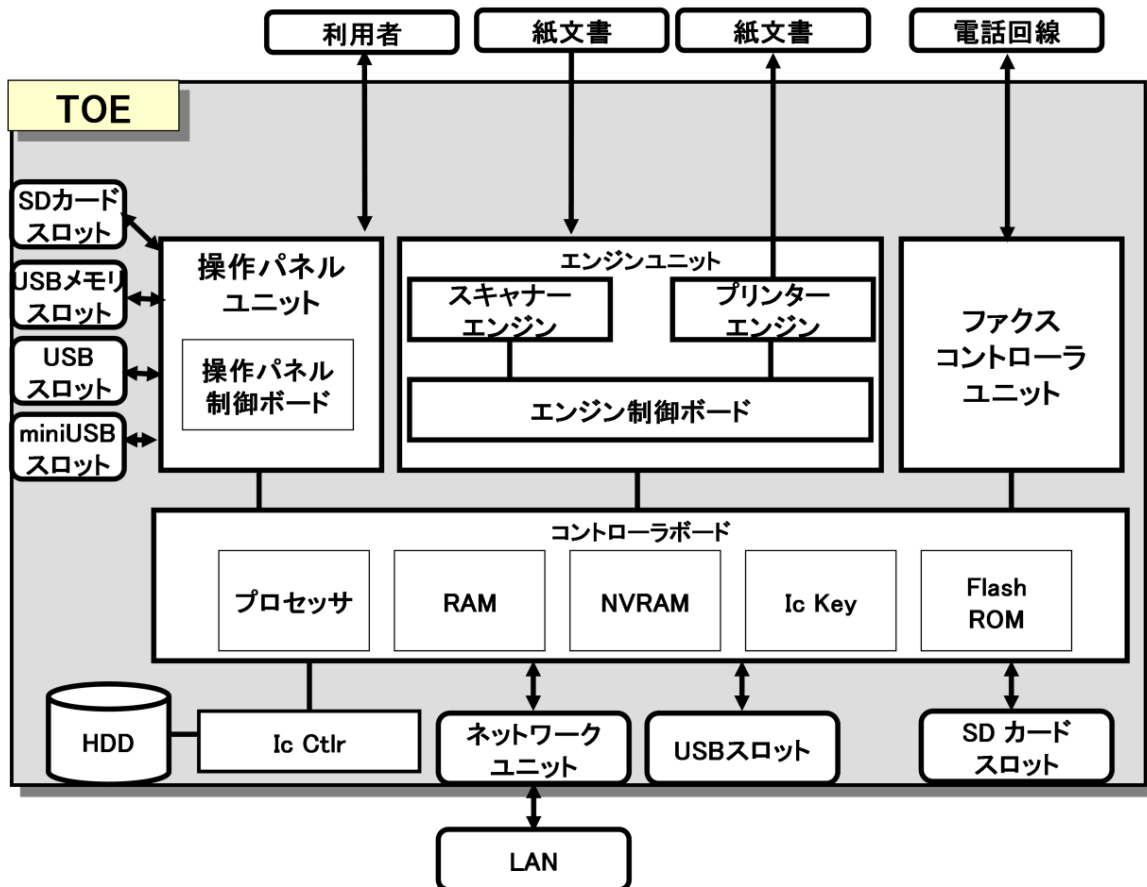 利用者
紙文書
紙文書
電話回線
TOE
SDカード
スロット
USBメモリ
スロット
USB
スロット
miniUSB
スロット
操作パネル
ユニット
操作パネル
制御ボード
エンジンユニット
スキャナー
エンジン
プリンター
エンジン
エンジン制御ボード
ファクス
コントローラ
ユニット
コントローラボード
プロセッサ
RAM
NVRAM
Ic Key
Flash
ROM
HDD
Ic Ctlr
ネットワーク
ユニット
USBスロット
SD カード
スロット
LAN